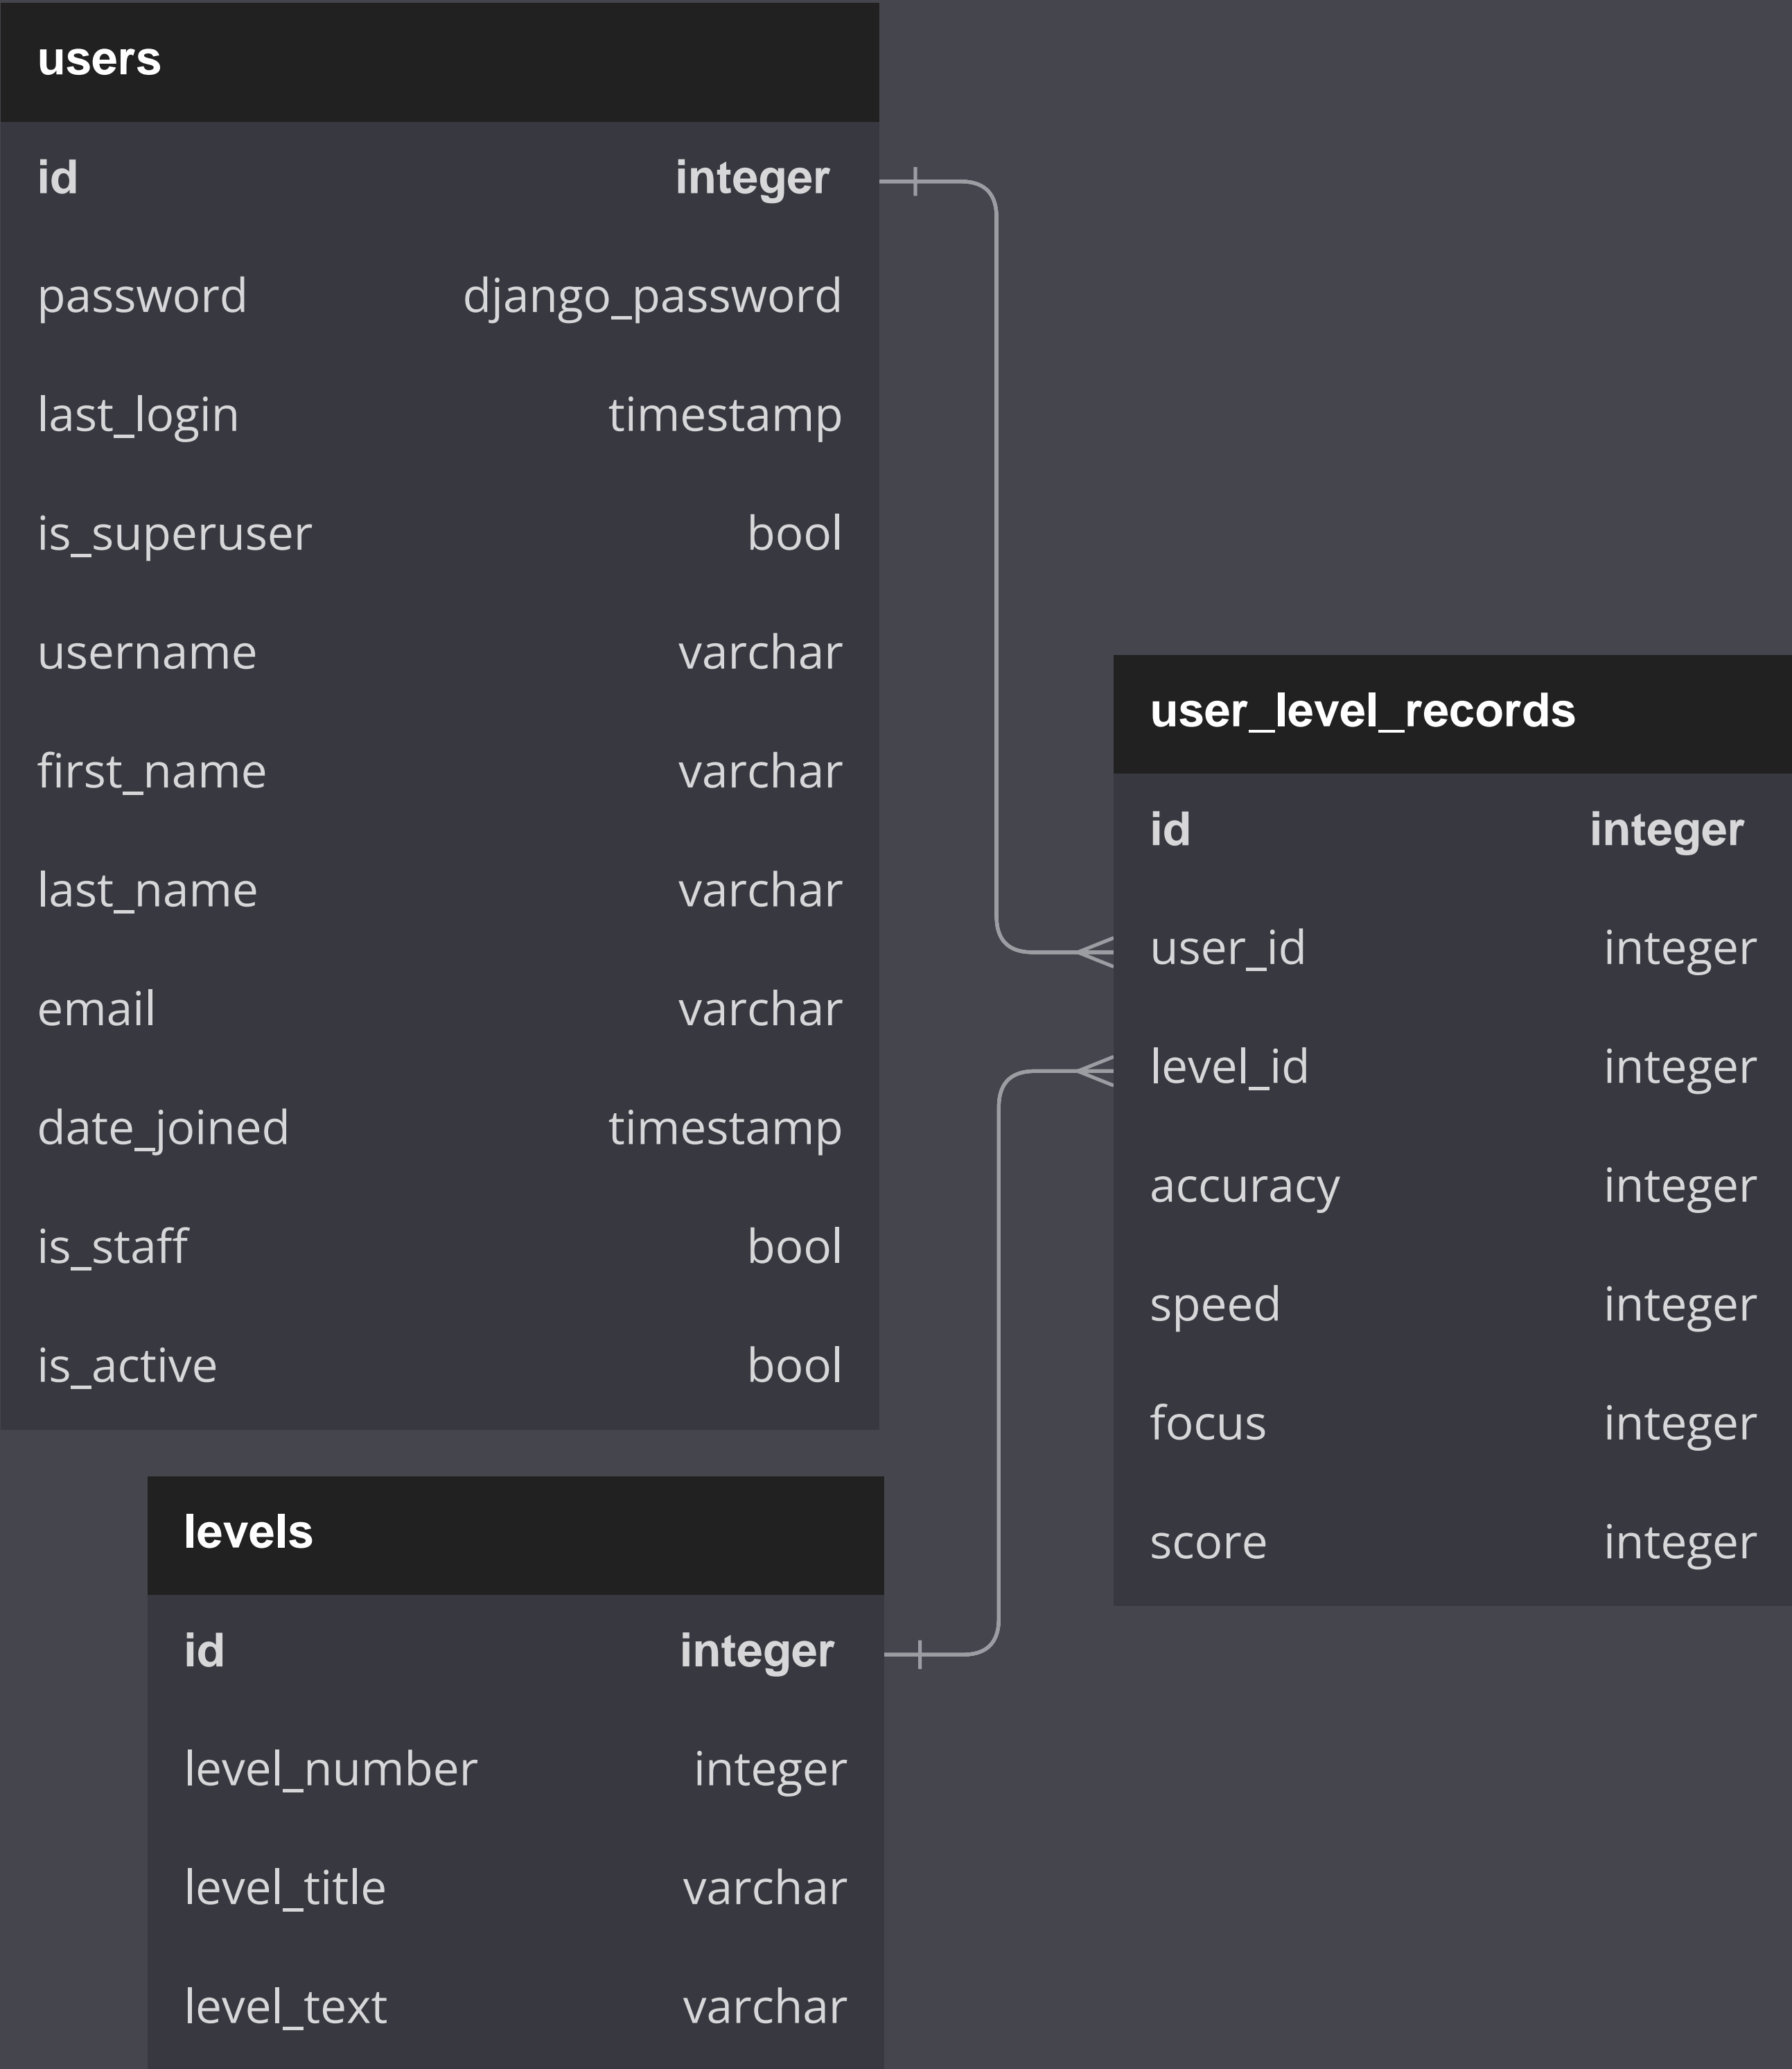 users
id integer
password django_password
last_login timestamp
is_superuser bool
username varchar
first_name varchar
last_name varchar
email varchar
date_joined timestamp
is_staff bool
is_active bool
user_level_records
id integer
user_id integer
level_id integer
accuracy integer
speed integer
focus integer
score integer
levels
id integer
level_number integer
level_title varchar
level_text varchar